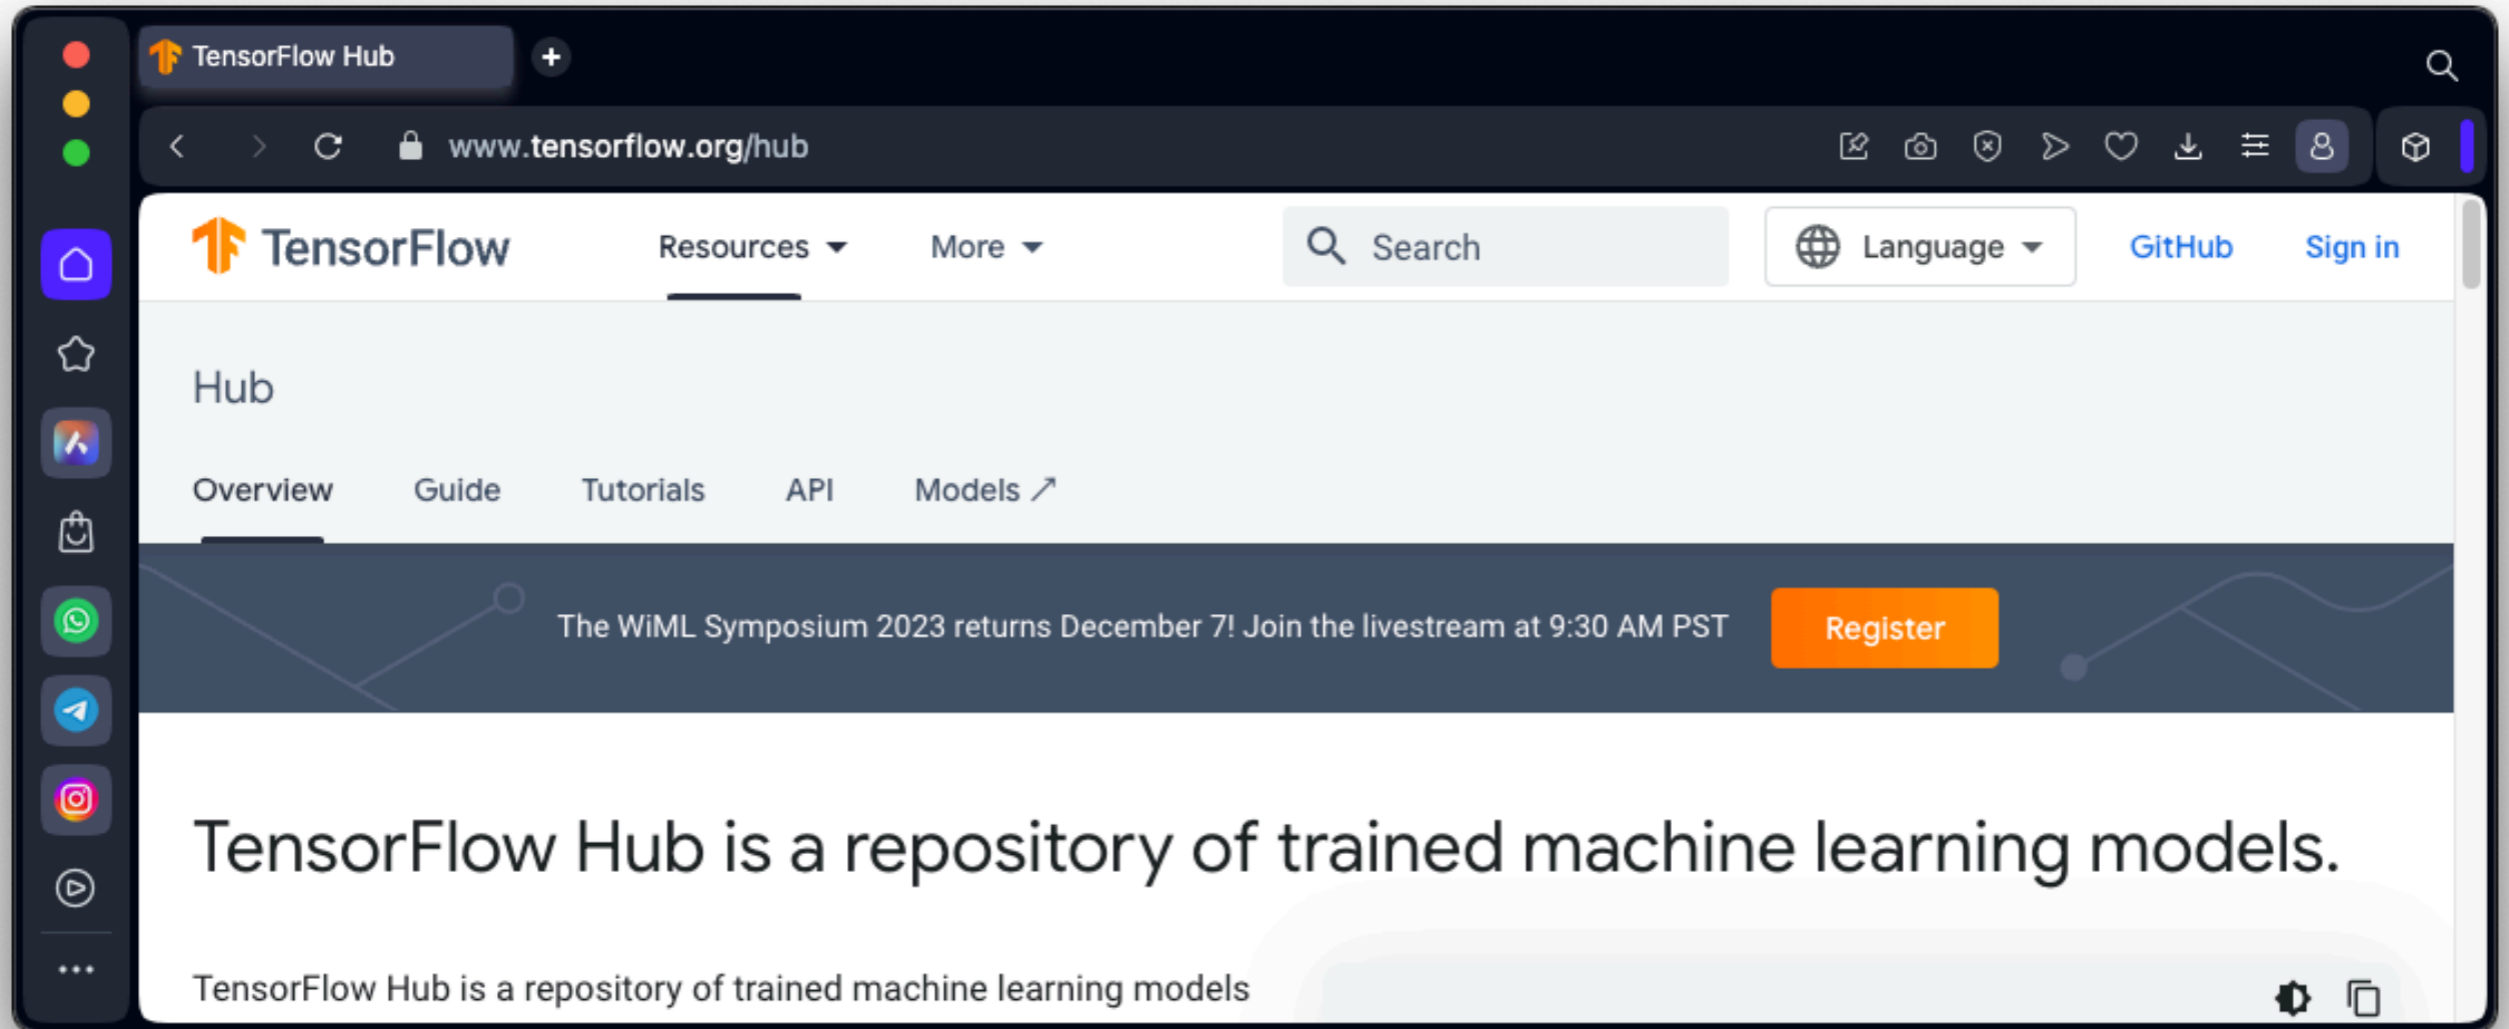 TensorFlow Hub
www.tensorflow.org/hub
TensorFlow Resources More Search Language GitHub Sign in
Hub
Overview Guide Tutorials API Models ↗
The WiML Symposium 2023 returns December 7! Join the livestream at 9:30 AM PST Register
TensorFlow Hub is a repository of trained machine learning models.
TensorFlow Hub is a repository of trained machine learning models